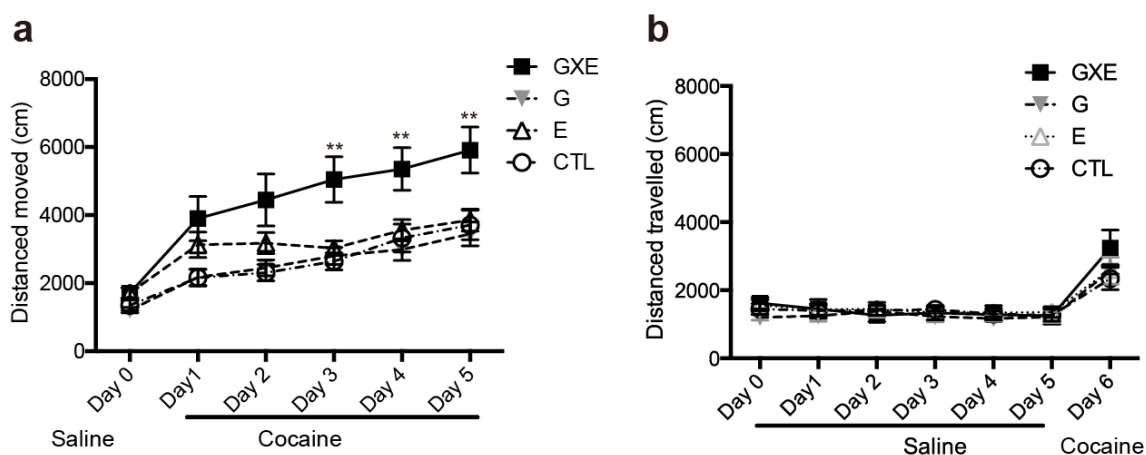 a
Distanced moved (cm)
8000
6000
4000
2000
0
** ** **
GXE
G
E
CTL
Day 0 Day1 Day 2 Day 3 Day 4 Day 5
Saline Cocaine
b
Distanced travelled (cm)
8000
6000
4000
2000
0
GXE
G
E
CTL
Day 0 Day1 Day 2 Day 3 Day 4 Day 5 Day 6
Saline Cocaine